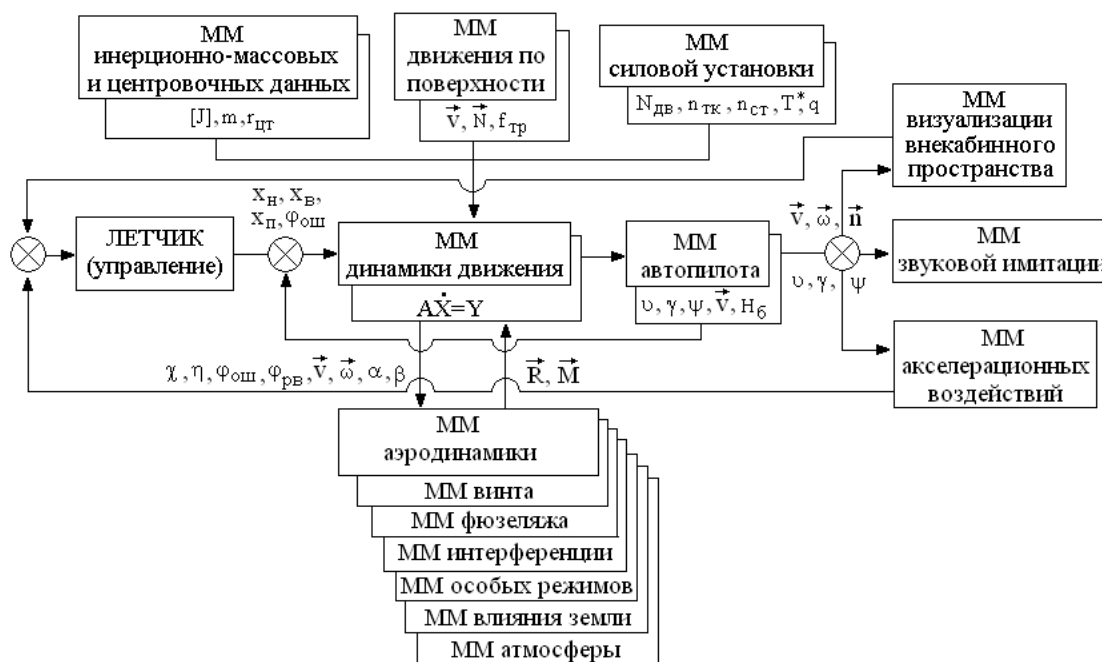 ММ
инерционно-массовых
и центровочных данных
[J], m, r_ЦТ
ММ
движения по
поверхности
V⃗, N⃗, f_тр
ММ
силовой установки
N_ДВ, n_ТК, n_СТ, T*, q
ММ
визуализации
внекабинного
пространства
X_Н, X_В,
X_П, φ_ОШ
ЛЕТЧИК
(управление)
ММ
динамики движения
AẊ=Y
ММ
автопилота
υ, γ, ψ, V⃗, H_б
V⃗, ω⃗, n⃗
υ, γ, ψ
ММ
звуковой имитации
ММ
акселерационных
воздействий
χ, η, φ_ОШ, φ_РВ, V⃗, ω⃗, α, β
R⃗, M⃗
ММ
аэродинамики
ММ винта
ММ фюзеляжа
ММ интерференции
ММ особых режимов
ММ влияния земли
ММ атмосферы